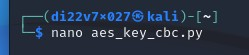 ┌──(di22v7×027㉿kali)-[~]
└─$ nano aes_key_cbc.py